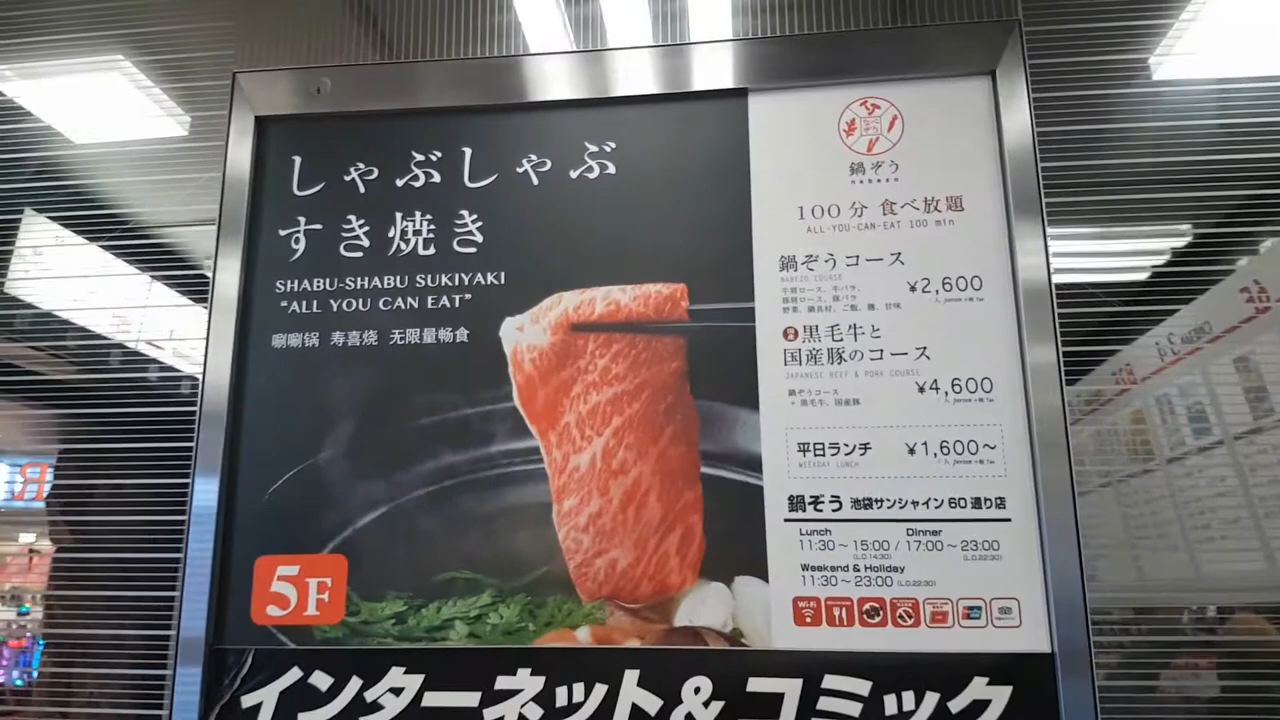 しゃぶしゃぶ
すき焼き
SHABU-SHABU SUKIYAKI
“ALL YOU CAN EAT”
唰唰锅 寿喜烧 无限量畅食
5F
なべ
ぞう
鍋ぞう
nabezo
100分 食べ放題
ALL-YOU-CAN-EAT 100 min
鍋ぞうコース
NABEZO COURSE
牛肩ロース、牛バラ、
豚肩ロース、豚バラ
野菜、鍋具材、ご飯、麺、甘味
¥2,600
/人 person +税 Tax
黒毛牛と
国産豚のコース
JAPANESE BEEF & PORK COURSE
鍋ぞうコース
+ 黒毛牛、国産豚
¥4,600
/人 person +税 Tax
平日ランチ ¥1,600〜
WEEKDAY LUNCH
/人 person +税 Tax
鍋ぞう 池袋サンシャイン60通り店
Lunch Dinner
11:30〜15:00 / 17:00〜23:00
(L.O.14:30) (L.O.22:30)
Weekend & Holiday
11:30〜23:00 (L.O.22:30)
Wi-Fi
インターネット&コミック